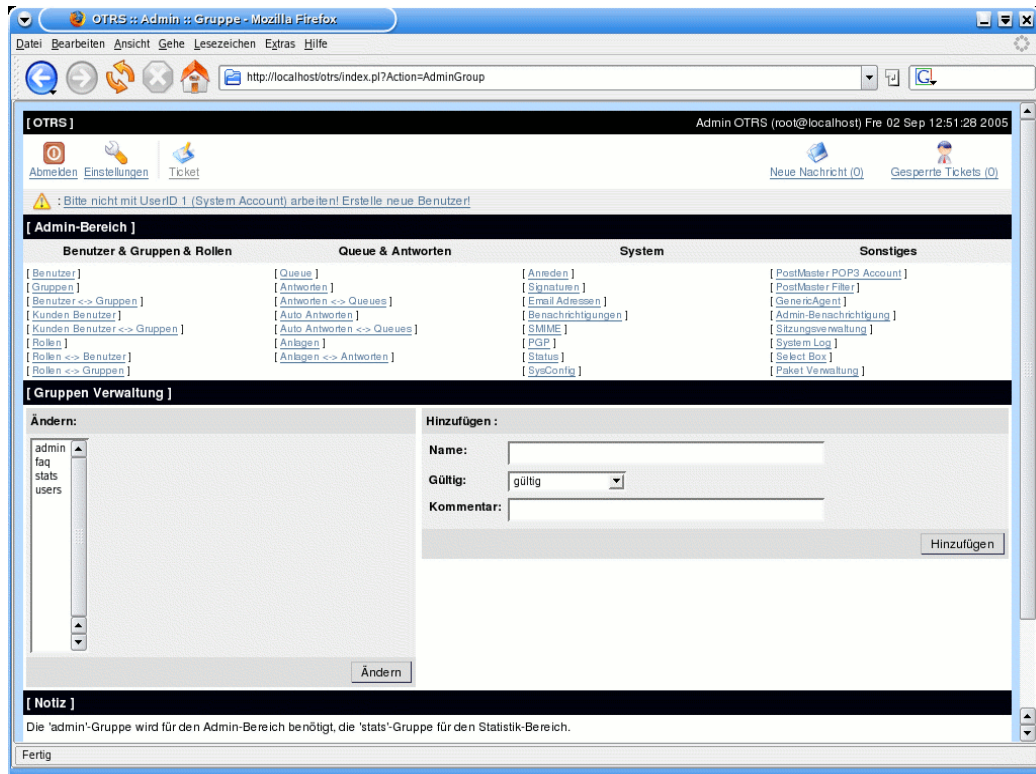 OTRS :: Admin :: Gruppe - Mozilla Firefox
Datei Bearbeiten Ansicht Gehe Lesezeichen Extras Hilfe
http://localhost/otrs/index.pl?Action=AdminGroup
G
[ OTRS ] Admin OTRS (root@localhost) Fre 02 Sep 12:51:28 2005
Abmelden Einstellungen Ticket Neue Nachricht (0) Gesperrte Tickets (0)
: Bitte nicht mit UserID 1 (System Account) arbeiten! Erstelle neue Benutzer!
[ Admin-Bereich ]
Benutzer & Gruppen & Rollen Queue & Antworten System Sonstiges
[ Benutzer ] [ Queue ] [ Anreden ] [ PostMaster POP3 Account ]
[ Gruppen ] [ Antworten ] [ Signaturen ] [ PostMaster Filter ]
[ Benutzer <-> Gruppen ] [ Antworten <-> Queues ] [ Email Adressen ] [ GenericAgent ]
[ Kunden Benutzer ] [ Auto Antworten ] [ Benachrichtigungen ] [ Admin-Benachrichtigung ]
[ Kunden Benutzer <-> Gruppen ] [ Auto Antworten <-> Queues ] [ SMIME ] [ Sitzungsverwaltung ]
[ Rollen ] [ Anlagen ] [ PGP ] [ System Log ]
[ Rollen <-> Benutzer ] [ Anlagen <-> Antworten ] [ Status ] [ Select Box ]
[ Rollen <-> Gruppen ] [ SysConfig ] [ Paket Verwaltung ]
[ Gruppen Verwaltung ]
Ändern:
admin
faq
stats
users
Ändern
Hinzufügen :
Name:
Gültig: gültig
Kommentar:
Hinzufügen
[ Notiz ]
Die 'admin'-Gruppe wird für den Admin-Bereich benötigt, die 'stats'-Gruppe für den Statistik-Bereich.
Fertig